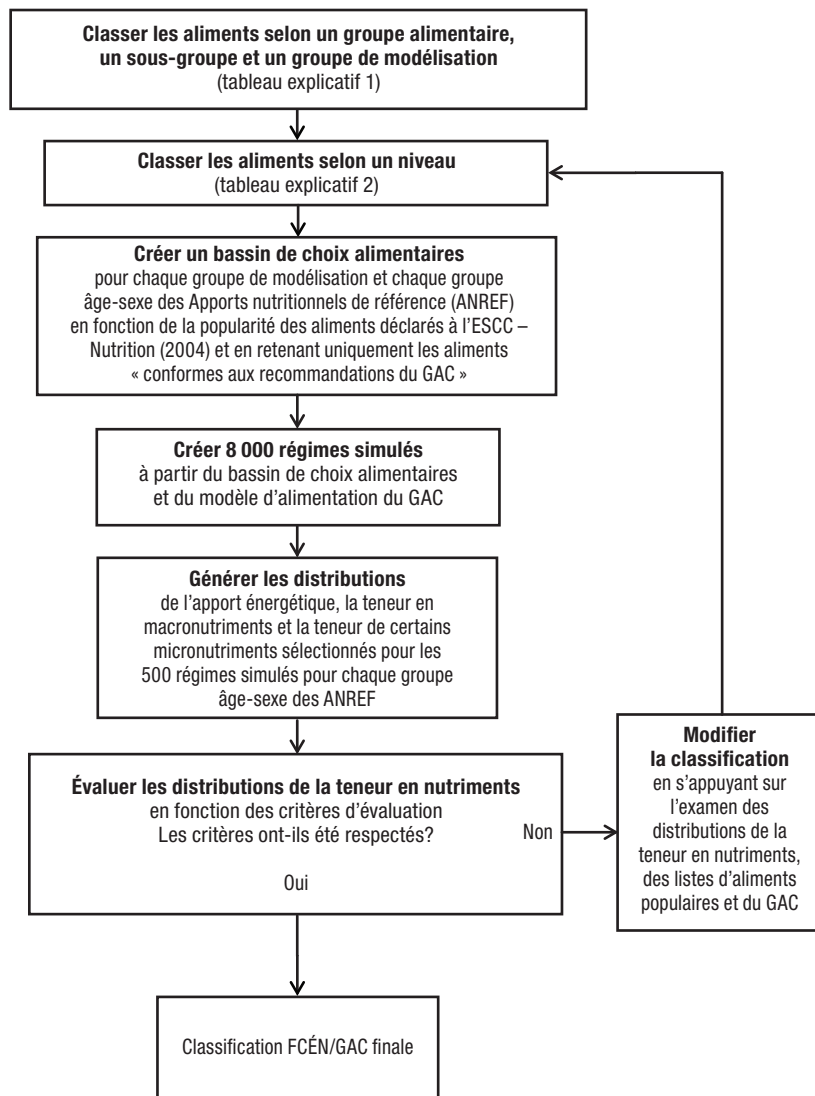 Classer les aliments selon un groupe alimentaire,
un sous-groupe et un groupe de modélisation
(tableau explicatif 1)
Classer les aliments selon un niveau
(tableau explicatif 2)
Créer un bassin de choix alimentaires
pour chaque groupe de modélisation et chaque groupe
âge-sexe des Apports nutritionnels de référence (ANREF)
en fonction de la popularité des aliments déclarés à l’ESCC –
Nutrition (2004) et en retenant uniquement les aliments
« conformes aux recommandations du GAC »
Créer 8 000 régimes simulés
à partir du bassin de choix alimentaires
et du modèle d’alimentation du GAC
Générer les distributions
de l’apport énergétique, la teneur en
macronutriments et la teneur de certains
micronutriments sélectionnés pour les
500 régimes simulés pour chaque groupe
âge-sexe des ANREF
Évaluer les distributions de la teneur en nutriments
en fonction des critères d’évaluation
Les critères ont-ils été respectés?
Non
Oui
Modifier
la classification
en s’appuyant sur
l’examen des
distributions de la
teneur en nutriments,
des listes d’aliments
populaires et du GAC
Classification FCÉN/GAC finale